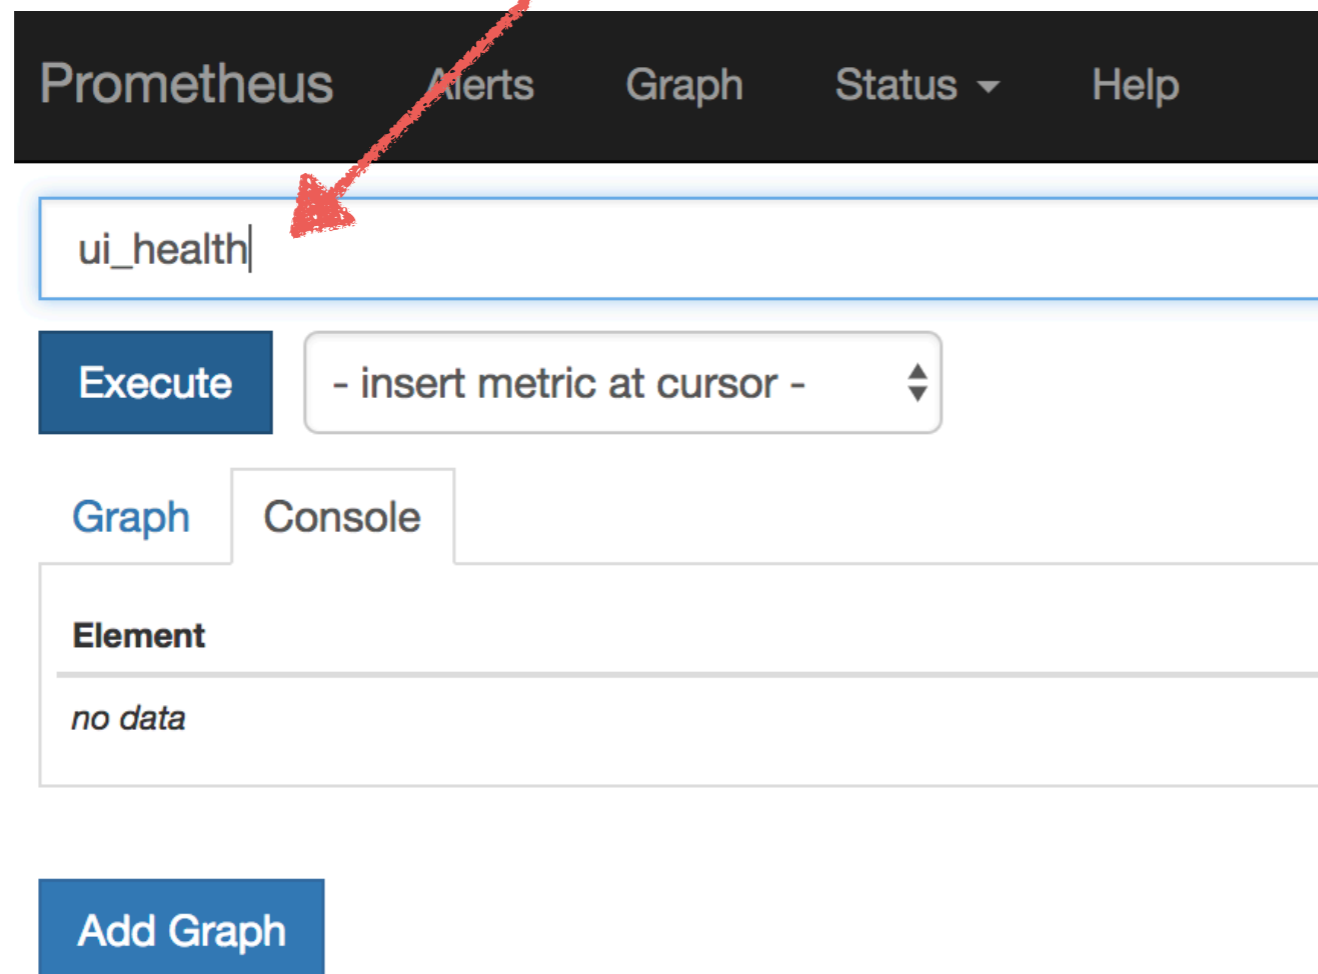 Prometheus Alerts Graph Status Help
ui_health
Execute - insert metric at cursor -
Graph Console
Element
no data
Add Graph